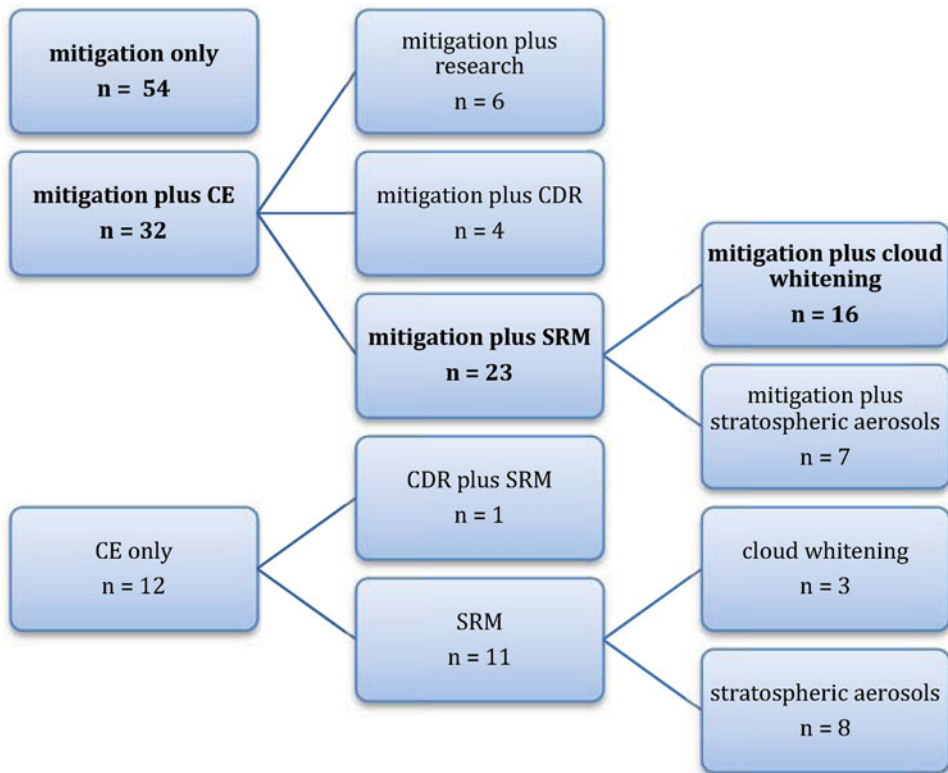 mitigation only
n = 54
mitigation plus CE
n = 32
mitigation plus
research
n = 6
mitigation plus CDR
n = 4
mitigation plus SRM
n = 23
mitigation plus cloud
whitening
n = 16
mitigation plus
stratospheric aerosols
n = 7
CE only
n = 12
CDR plus SRM
n = 1
SRM
n = 11
cloud whitening
n = 3
stratospheric aerosols
n = 8